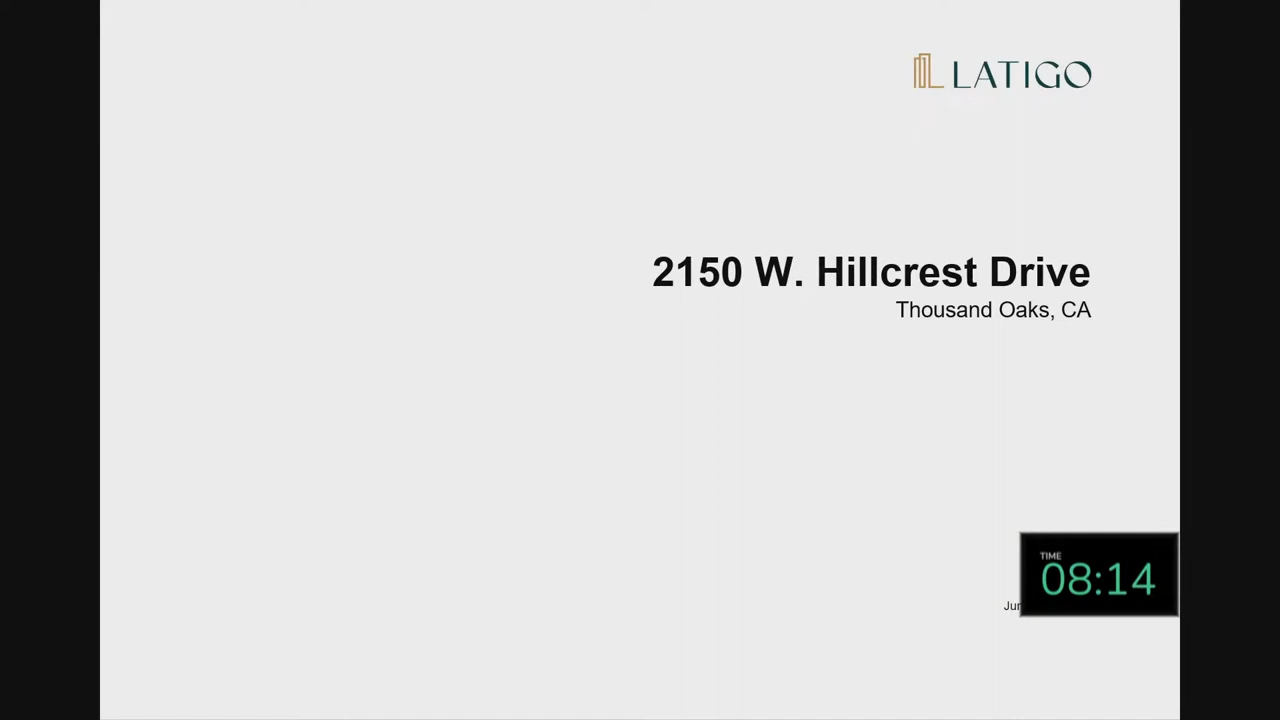 LATIGO
2150 W. Hillcrest Drive
Thousand Oaks, CA
TIME
08:14